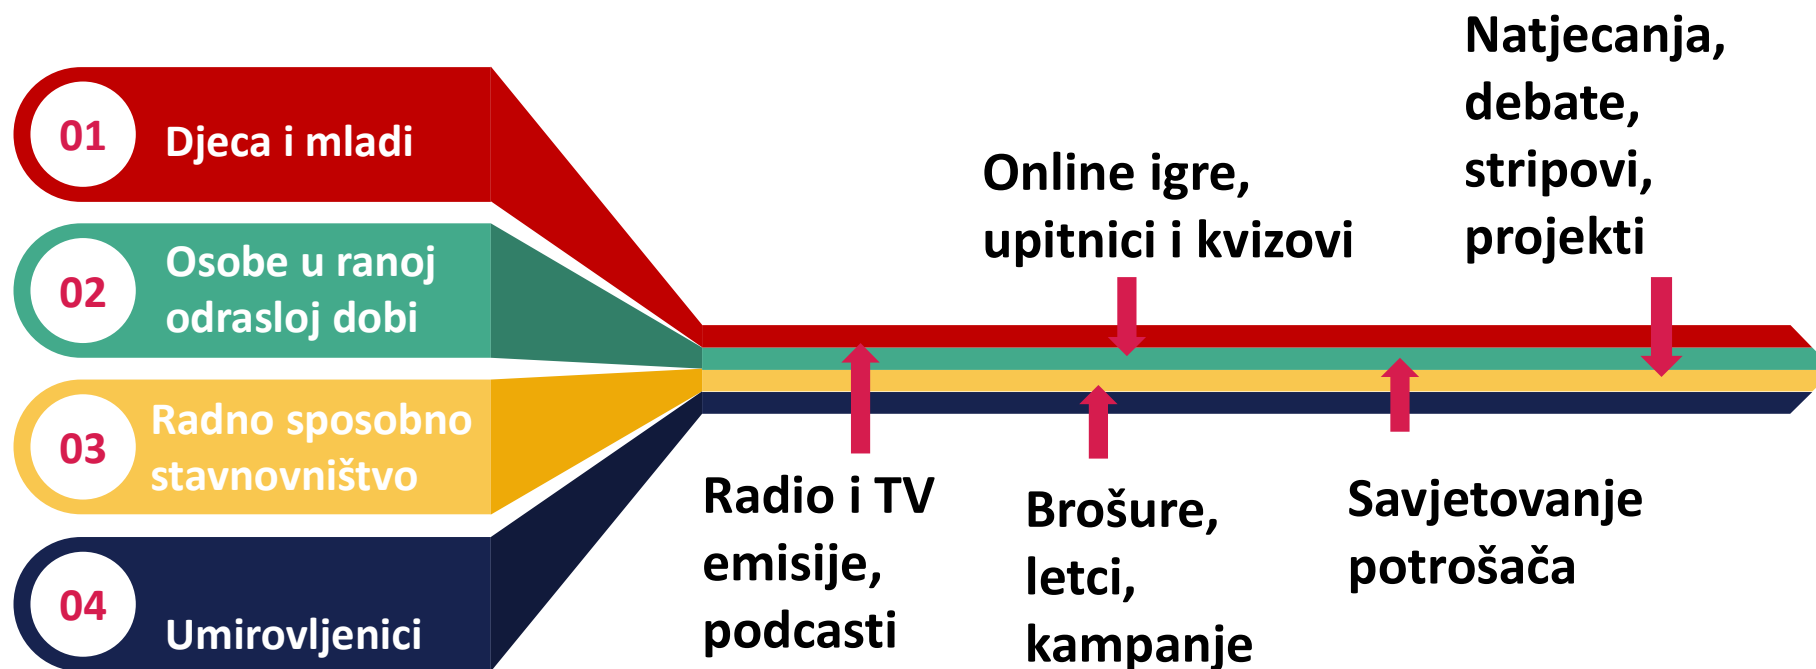 01
Djeca i mladi
02
Osobe u ranoj
odrasloj dobi
03
Radno sposobno
stavnovništvo
04
Umirovljenici
Online igre,
upitnici i kvizovi
Natjecanja,
debate,
stripovi,
projekti
Radio i TV
emisije,
podcasti
Brošure,
letci,
kampanje
Savjetovanje
potrošača